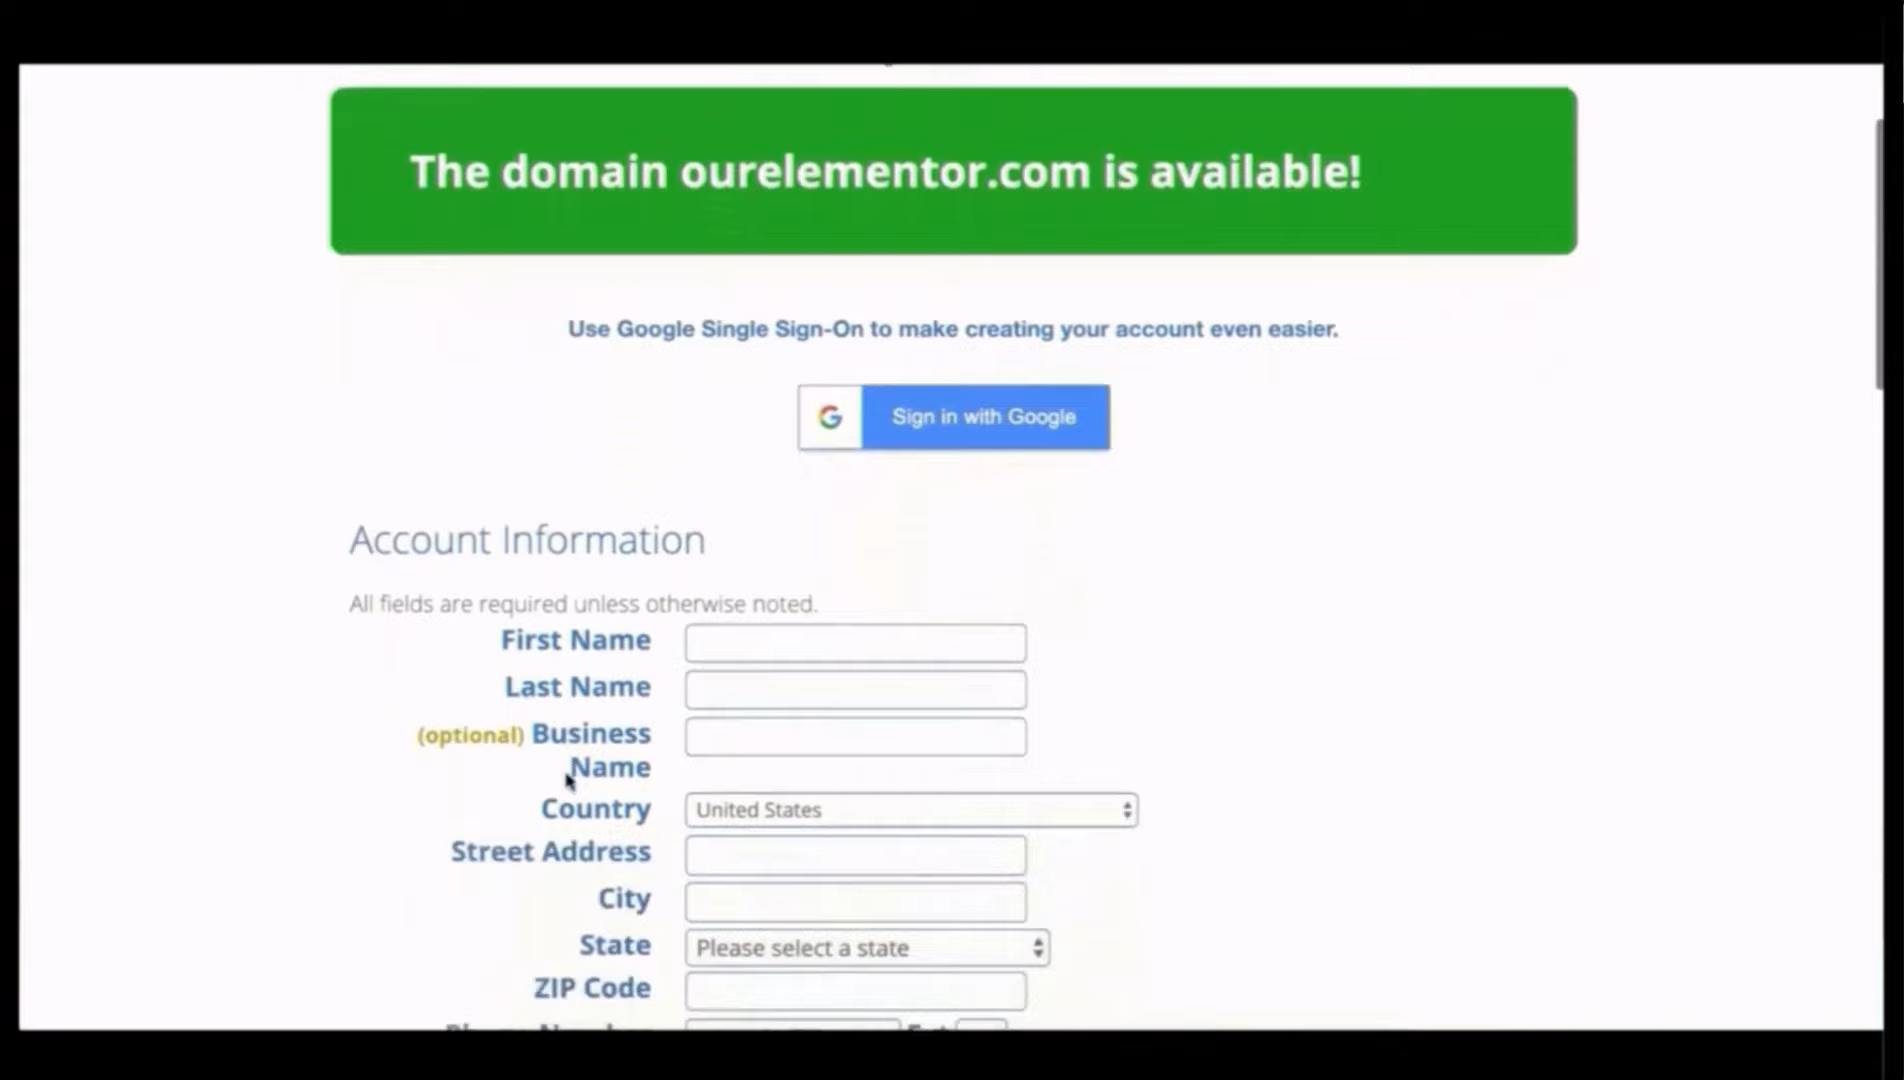 The domain ourelementor.com is available!
Use Google Single Sign-On to make creating your account even easier.
Sign in with Google
Account Information
All fields are required unless otherwise noted.
First Name
Last Name
(optional) Business
Name
Country United States
Street Address
City
State Please select a state
ZIP Code